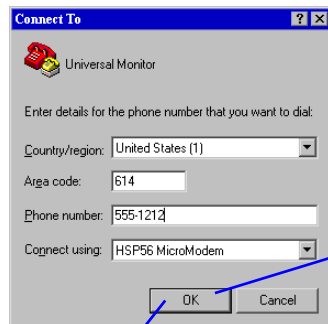 Connect To
Universal Monitor
Enter details for the phone number that you want to dial:
Country/region: United States (1)
Area code: 614
Phone number: 555-1212
Connect using: HSP56 MicroModem
OK Cancel